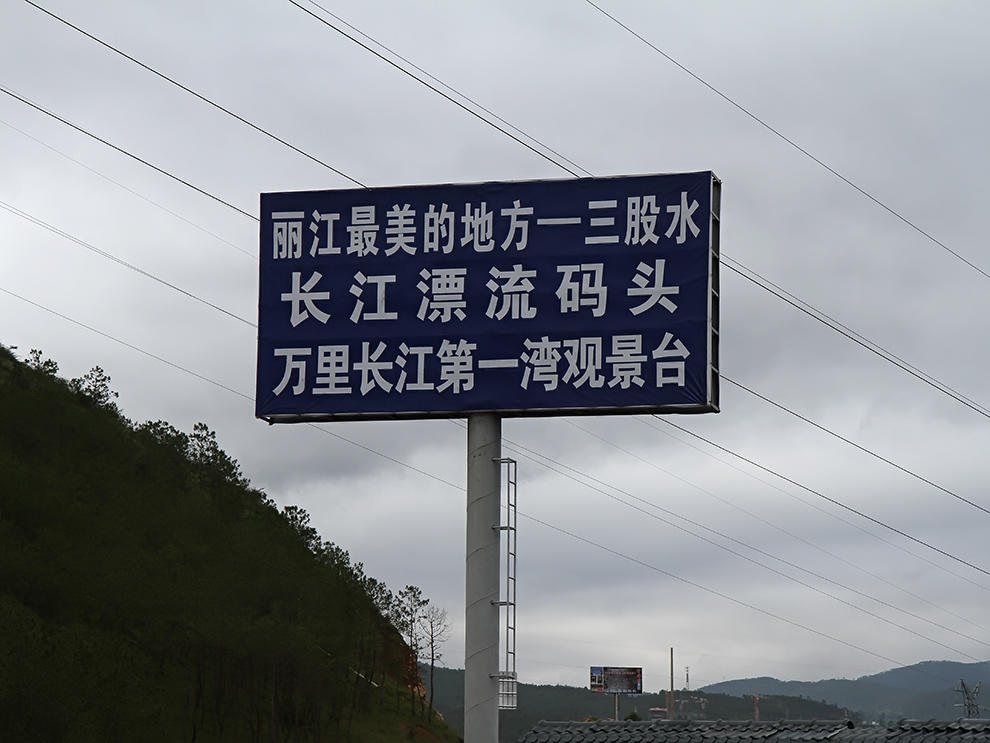 丽江最美的地方一三股水
长江漂流码头
万里长江第一湾观景台